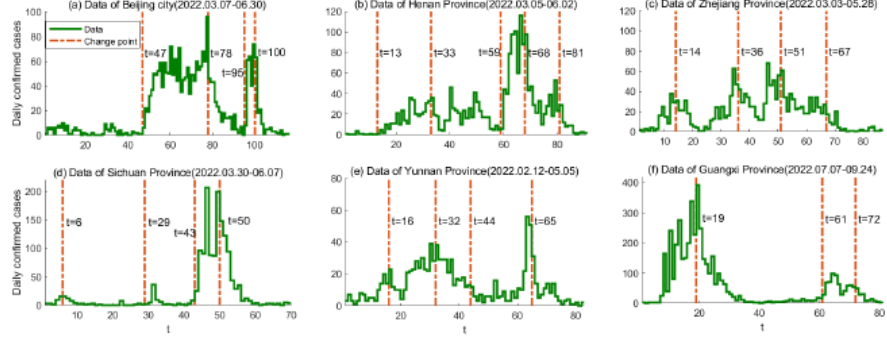 (a) Data of Beijing city(2022.03.07-06.30)
Daily confirmed cases
100
80
60
40
20
0
Data
Change point
t=47
t=78
t=95
t=100
20 40 60 80 100
(b) Data of Henan Province(2022.03.05-06.02)
120
100
80
60
40
20
0
t=13
t=33
t=59
t=68
t=81
20 40 60 80
(c) Data of Zhejiang Province(2022.03.03-05.28)
120
100
80
60
40
20
0
t=14
t=36
t=51
t=67
20 40 60 80
(d) Data of Sichuan Province(2022.03.30-06.07)
Daily confirmed cases
200
150
100
50
0
t=6
t=29
t=43
t=50
10 20 30 40 50 60 70
t
(e) Data of Yunnan Province(2022.02.12-05.05)
80
60
40
20
0
t=16
t=32
t=44
t=65
20 40 60 80
t
(f) Data of Guangxi Province(2022.07.07-09.24)
400
300
200
100
0
t=19
t=61
t=72
20 40 60 80
t